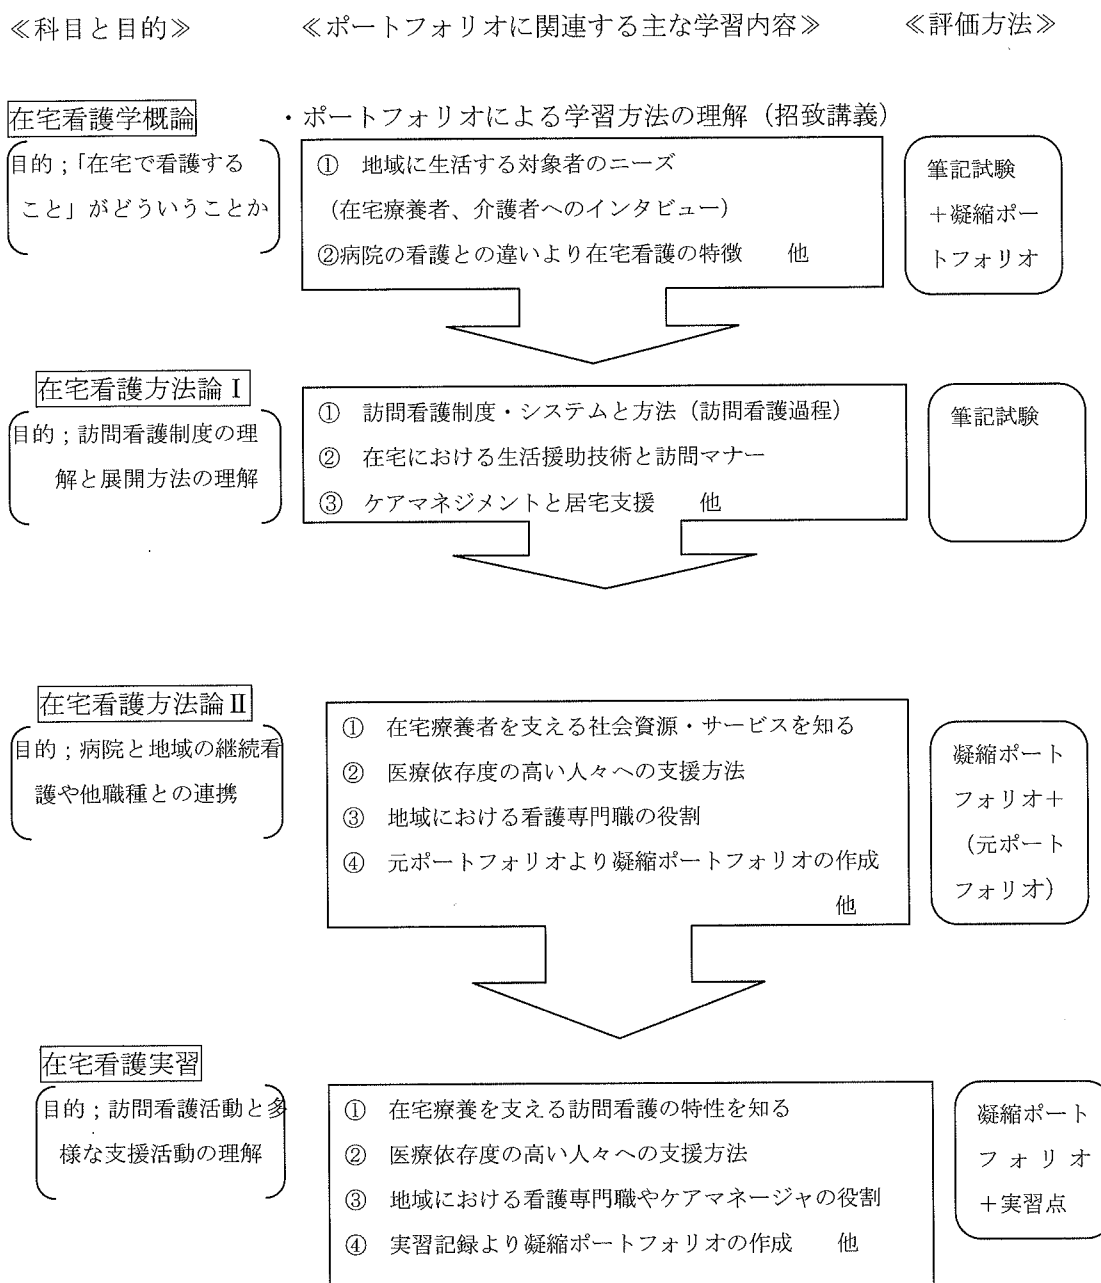 ≪科目と目的≫ ≪ポートフォリオに関連する主な学習内容≫ ≪評価方法≫
在宅看護学概論
・ポートフォリオによる学習方法の理解（招致講義）
目的；「在宅で看護する
こと」がどういうことか
① 地域に生活する対象者のニーズ
（在宅療養者、介護者へのインタビュー）
②病院の看護との違いより在宅看護の特徴 他
筆記試験
＋凝縮ポー
トフォリオ
在宅看護方法論Ⅰ
目的；訪問看護制度の理
解と展開方法の理解
① 訪問看護制度・システムと方法（訪問看護過程）
② 在宅における生活援助技術と訪問マナー
③ ケアマネジメントと居宅支援 他
筆記試験
在宅看護方法論Ⅱ
目的；病院と地域の継続看
護や他職種との連携
① 在宅療養者を支える社会資源・サービスを知る
② 医療依存度の高い人々への支援方法
③ 地域における看護専門職の役割
④ 元ポートフォリオより凝縮ポートフォリオの作成
他
凝縮ポート
フォリオ＋
（元ポート
フォリオ）
在宅看護実習
目的；訪問看護活動と多
様な支援活動の理解
① 在宅療養を支える訪問看護の特性を知る
② 医療依存度の高い人々への支援方法
③ 地域における看護専門職やケアマネージャの役割
④ 実習記録より凝縮ポートフォリオの作成 他
凝縮ポート
フォリオ
＋実習点